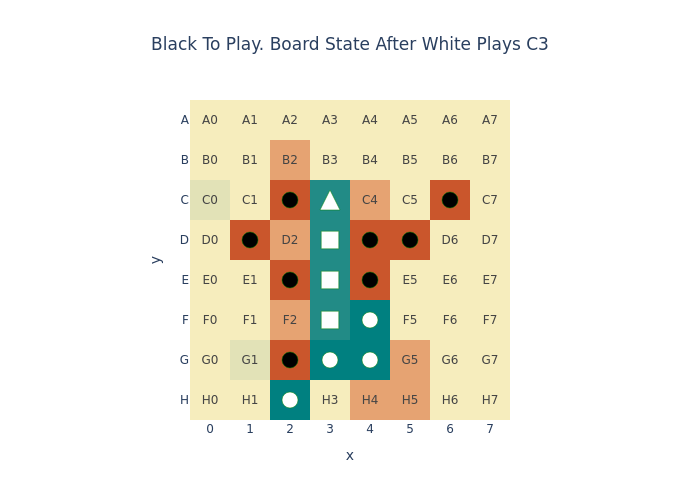 Black To Play. Board State After White Plays C3
A A0 A1 A2 A3 A4 A5 A6 A7
B B0 B1 B2 B3 B4 B5 B6 B7
C C0 C1 C4 C5 C7
D D0 D2 D6 D7
E E0 E1 E5 E6 E7
F F0 F1 F2 F5 F6 F7
G G0 G1 G5 G6 G7
H H0 H1 H3 H4 H5 H6 H7
0 1 2 3 4 5 6 7
x
y